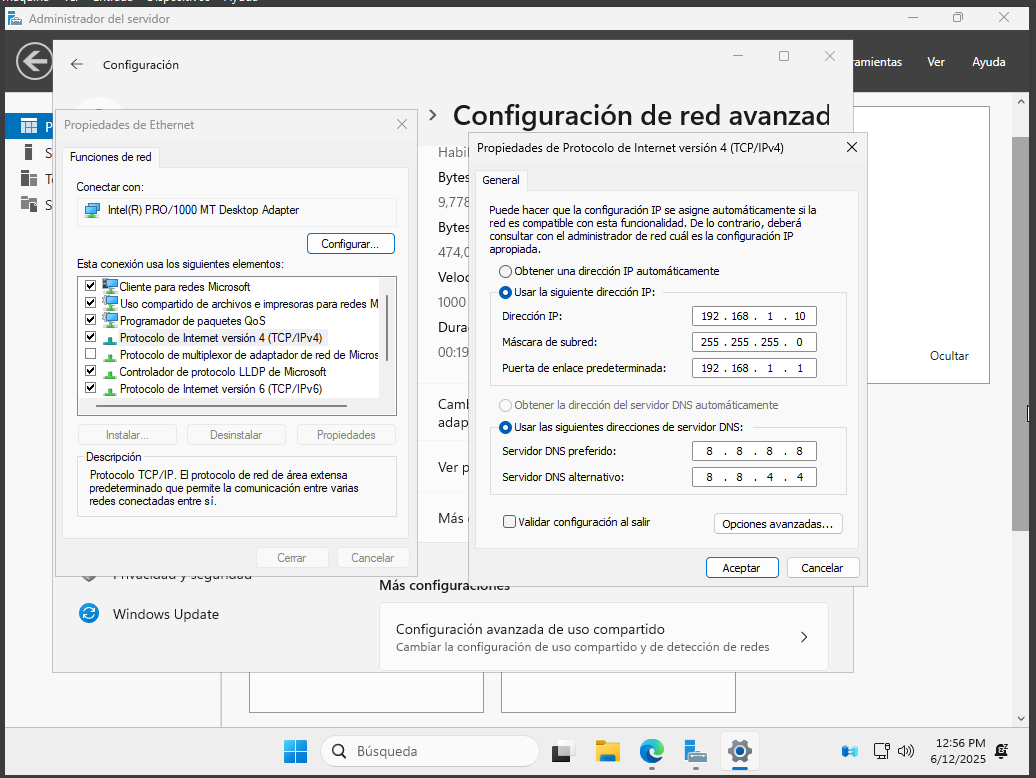 Administrador del servidor
Ver
Ayuda
Configuración
Configuración de red avanzad
Propiedades de Ethernet
Funciones de red
Conectar con:
Intel(R) PRO/1000 MT Desktop Adapter
Configurar...
Esta conexión usa los siguientes elementos:
Cliente para redes Microsoft
Uso compartido de archivos e impresoras para redes M
Programador de paquetes QoS
Protocolo de Internet versión 4 (TCP/IPv4)
Protocolo de multiplexor de adaptador de red de Micros
Controlador de protocolo LLDP de Microsoft
Protocolo de Internet versión 6 (TCP/IPv6)
Instalar...
Desinstalar
Propiedades
Descripción
Protocolo TCP/IP. El protocolo de red de área extensa
predeterminado que permite la comunicación entre varias
redes conectadas entre sí.
Cerrar
Cancelar
Habil
Bytes
9,778
Bytes
474,0
Veloc
1000
Dura
00:19
Camb
adap
Ver p
Más
Propiedades de Protocolo de Internet versión 4 (TCP/IPv4)
General
Puede hacer que la configuración IP se asigne automáticamente si la
red es compatible con esta funcionalidad. De lo contrario, deberá
consultar con el administrador de red cuál es la configuración IP
apropiada.
Obtener una dirección IP automáticamente
Usar la siguiente dirección IP:
Dirección IP: 192 . 168 . 1 . 10
Máscara de subred: 255 . 255 . 255 . 0
Puerta de enlace predeterminada: 192 . 168 . 1 . 1
Obtener la dirección del servidor DNS automáticamente
Usar las siguientes direcciones de servidor DNS:
Servidor DNS preferido: 8 . 8 . 8 . 8
Servidor DNS alternativo: 8 . 8 . 4 . 4
Validar configuración al salir
Opciones avanzadas...
Aceptar
Cancelar
Ocultar
Privacidad y seguridad
Windows Update
Más configuraciones
Configuración avanzada de uso compartido
Cambiar la configuración de uso compartido y de detección de redes
Búsqueda
12:56 PM
6/12/2025